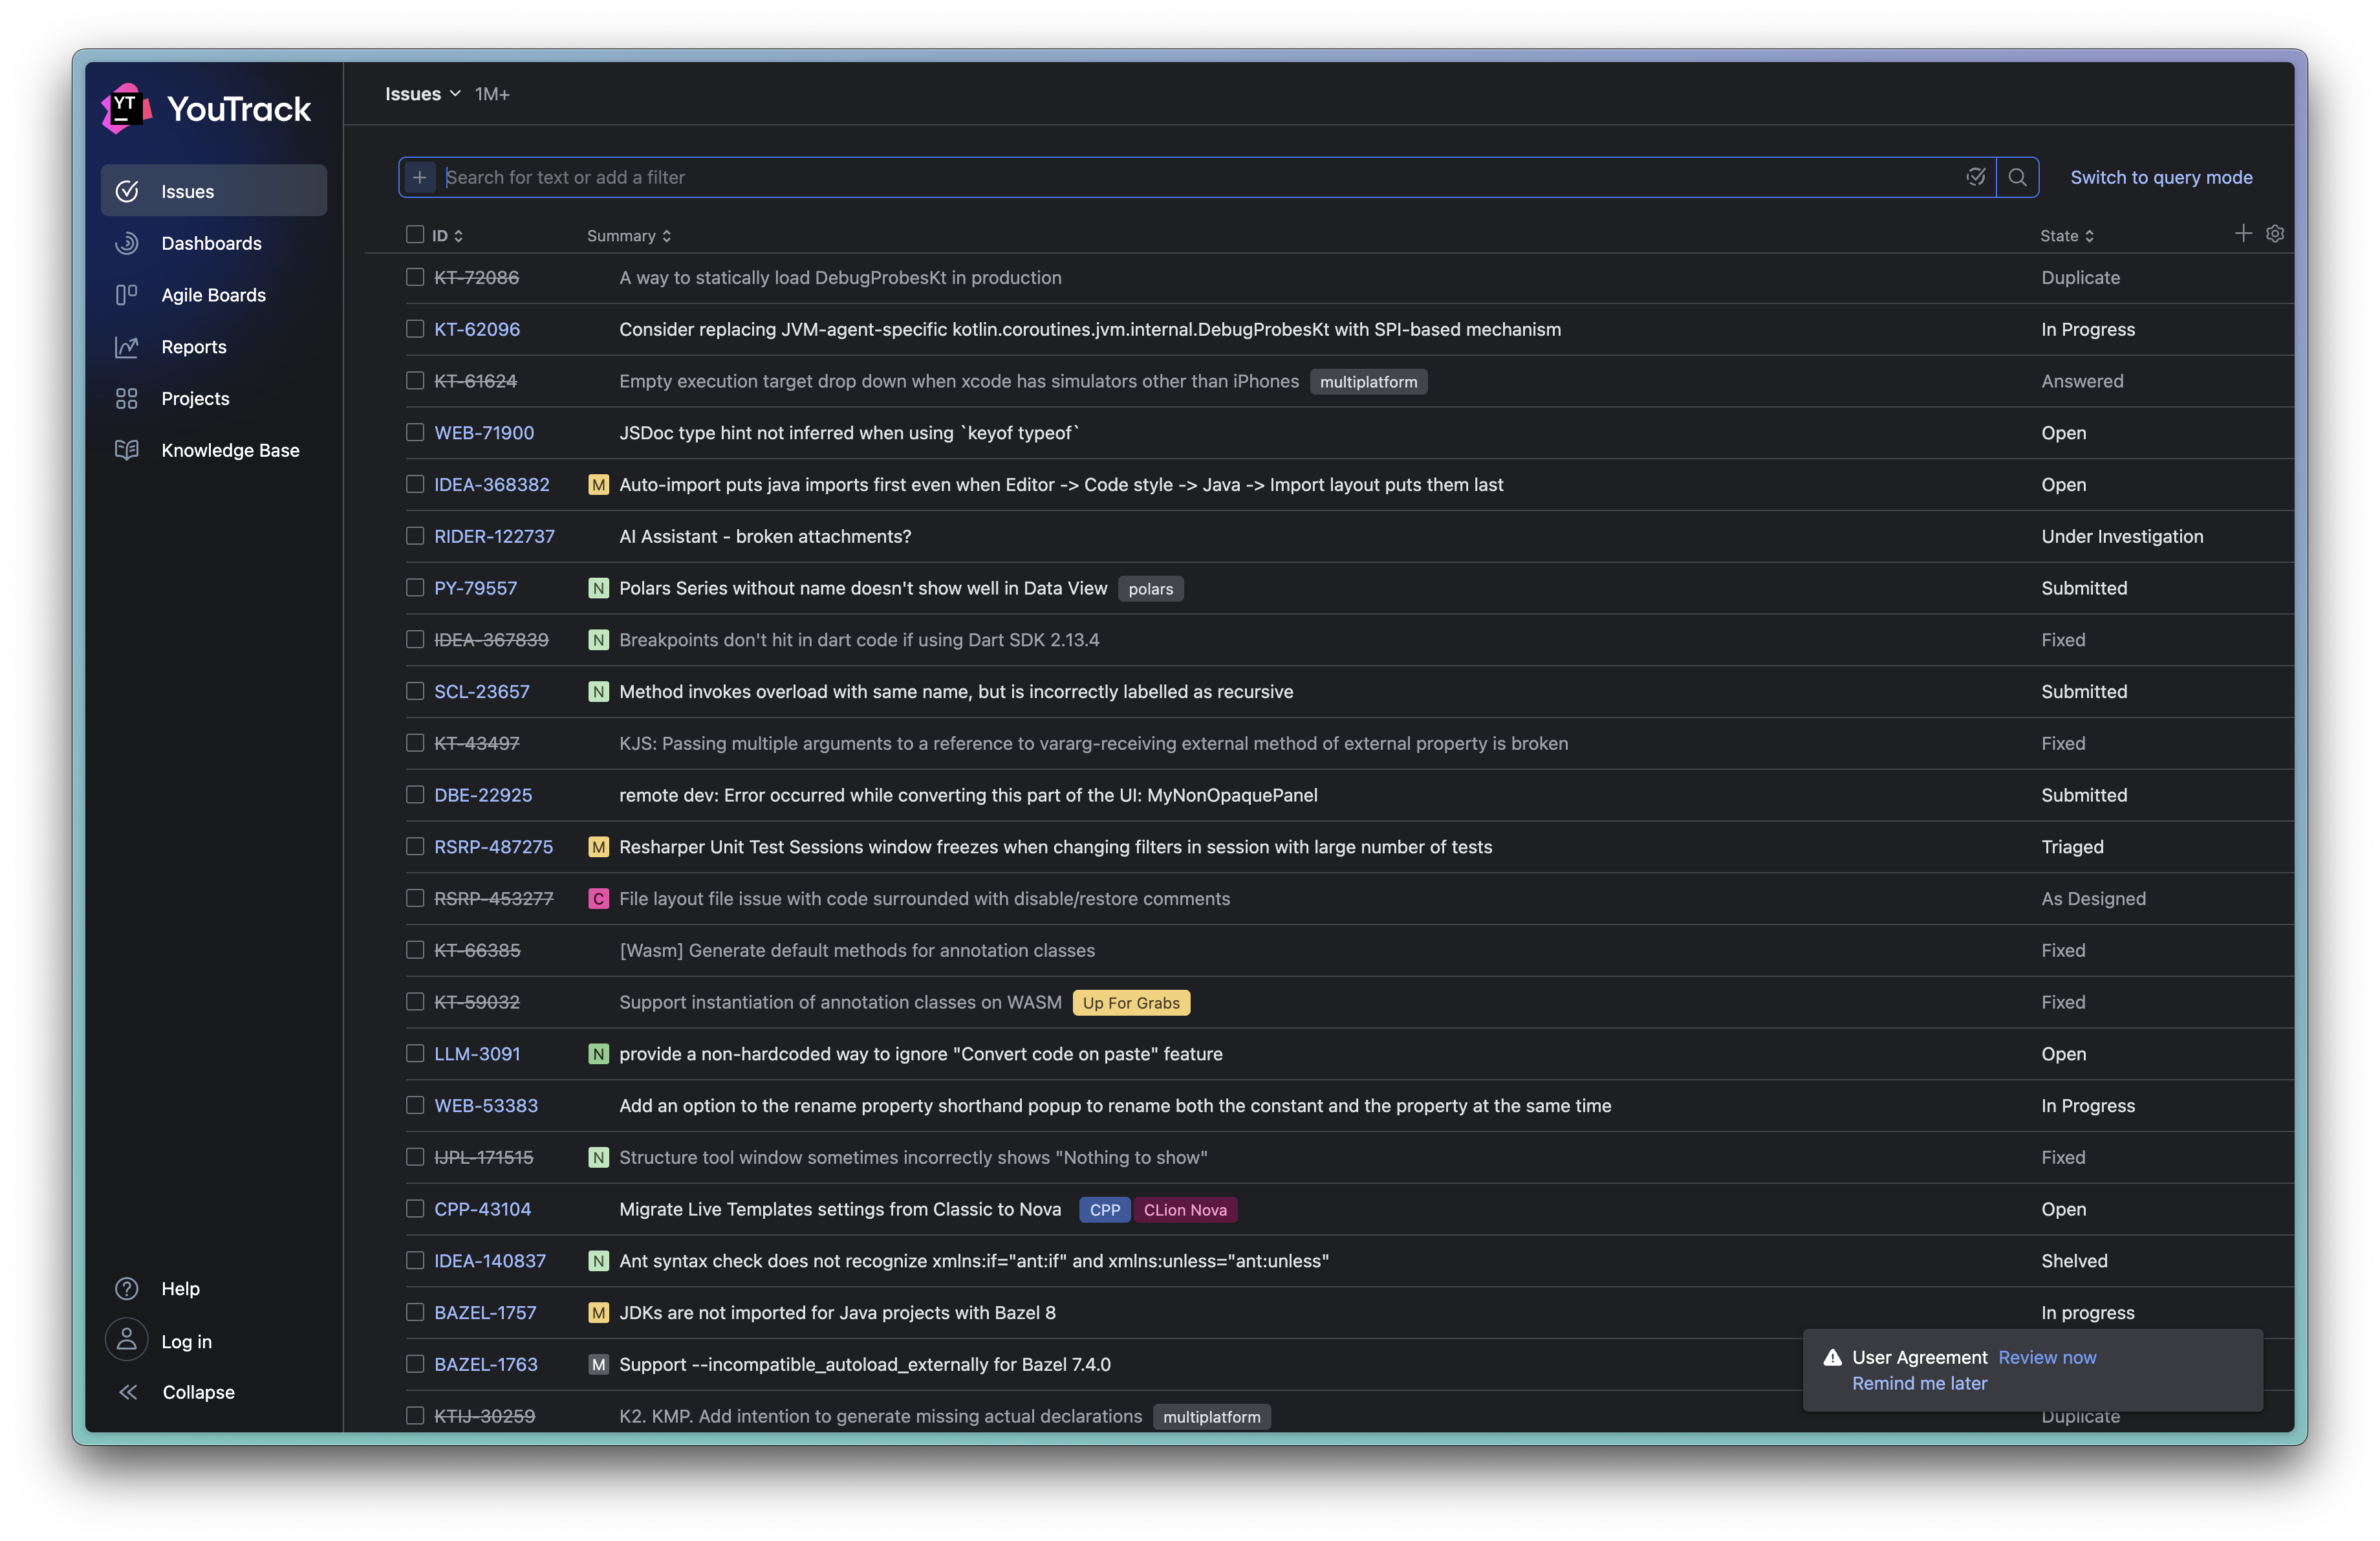 YT YouTrack
Issues
Dashboards
Agile Boards
Reports
Projects
Knowledge Base
Help
Log in
Collapse
Issues 1M+
Search for text or add a filter
Switch to query mode
ID Summary State
KT-72086 A way to statically load DebugProbesKt in production Duplicate
KT-62096 Consider replacing JVM-agent-specific kotlin.coroutines.jvm.internal.DebugProbesKt with SPI-based mechanism In Progress
KT-61624 Empty execution target drop down when xcode has simulators other than iPhones multiplatform Answered
WEB-71900 JSDoc type hint not inferred when using `keyof typeof` Open
IDEA-368382 M Auto-import puts java imports first even when Editor -> Code style -> Java -> Import layout puts them last Open
RIDER-122737 AI Assistant - broken attachments? Under Investigation
PY-79557 N Polars Series without name doesn't show well in Data View polars Submitted
IDEA-367839 N Breakpoints don't hit in dart code if using Dart SDK 2.13.4 Fixed
SCL-23657 N Method invokes overload with same name, but is incorrectly labelled as recursive Submitted
KT-43497 KJS: Passing multiple arguments to a reference to vararg-receiving external method of external property is broken Fixed
DBE-22925 remote dev: Error occurred while converting this part of the UI: MyNonOpaquePanel Submitted
RSRP-487275 M Resharper Unit Test Sessions window freezes when changing filters in session with large number of tests Triaged
RSRP-453277 C File layout file issue with code surrounded with disable/restore comments As Designed
KT-66385 [Wasm] Generate default methods for annotation classes Fixed
KT-59032 Support instantiation of annotation classes on WASM Up For Grabs Fixed
LLM-3091 N provide a non-hardcoded way to ignore "Convert code on paste" feature Open
WEB-53383 Add an option to the rename property shorthand popup to rename both the constant and the property at the same time In Progress
IJPL-171515 N Structure tool window sometimes incorrectly shows "Nothing to show" Fixed
CPP-43104 Migrate Live Templates settings from Classic to Nova CPP CLion Nova Open
IDEA-140837 N Ant syntax check does not recognize xmlns:if="ant:if" and xmlns:unless="ant:unless" Shelved
BAZEL-1757 M JDKs are not imported for Java projects with Bazel 8 In progress
BAZEL-1763 M Support --incompatible_autoload_externally for Bazel 7.4.0
KTIJ-30259 K2. KMP. Add intention to generate missing actual declarations multiplatform Duplicate
User Agreement Review now
Remind me later